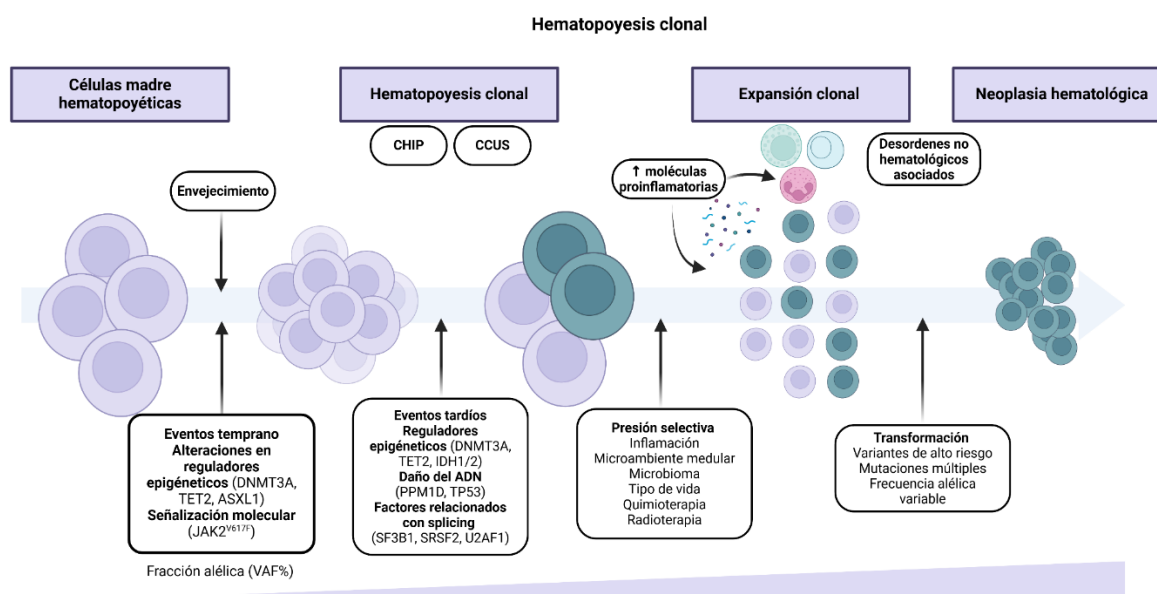 Hematopoyesis clonal
Células madre
hematopoyéticas
Hematopoyesis clonal
Expansión clonal
Neoplasia hematológica
CHIP
CCUS
Desordenes no
hematológicos
asociados
↑ moléculas
proinflamatorias
Envejecimiento
Eventos temprano
Alteraciones en
reguladores
epigéneticos (DNMT3A,
TET2, ASXL1)
Señalización molecular
(JAK2V617F)
Eventos tardíos
Reguladores
epigéneticos (DNMT3A,
TET2, IDH1/2)
Daño del ADN
(PPM1D, TP53)
Factores relacionados
con splicing
(SF3B1, SRSF2, U2AF1)
Presión selectiva
Inflamación
Microambiente medular
Microbioma
Tipo de vida
Quimioterapia
Radioterapia
Transformación
Variantes de alto riesgo
Mutaciones múltiples
Frecuencia alélica
variable
Fracción alélica (VAF%)